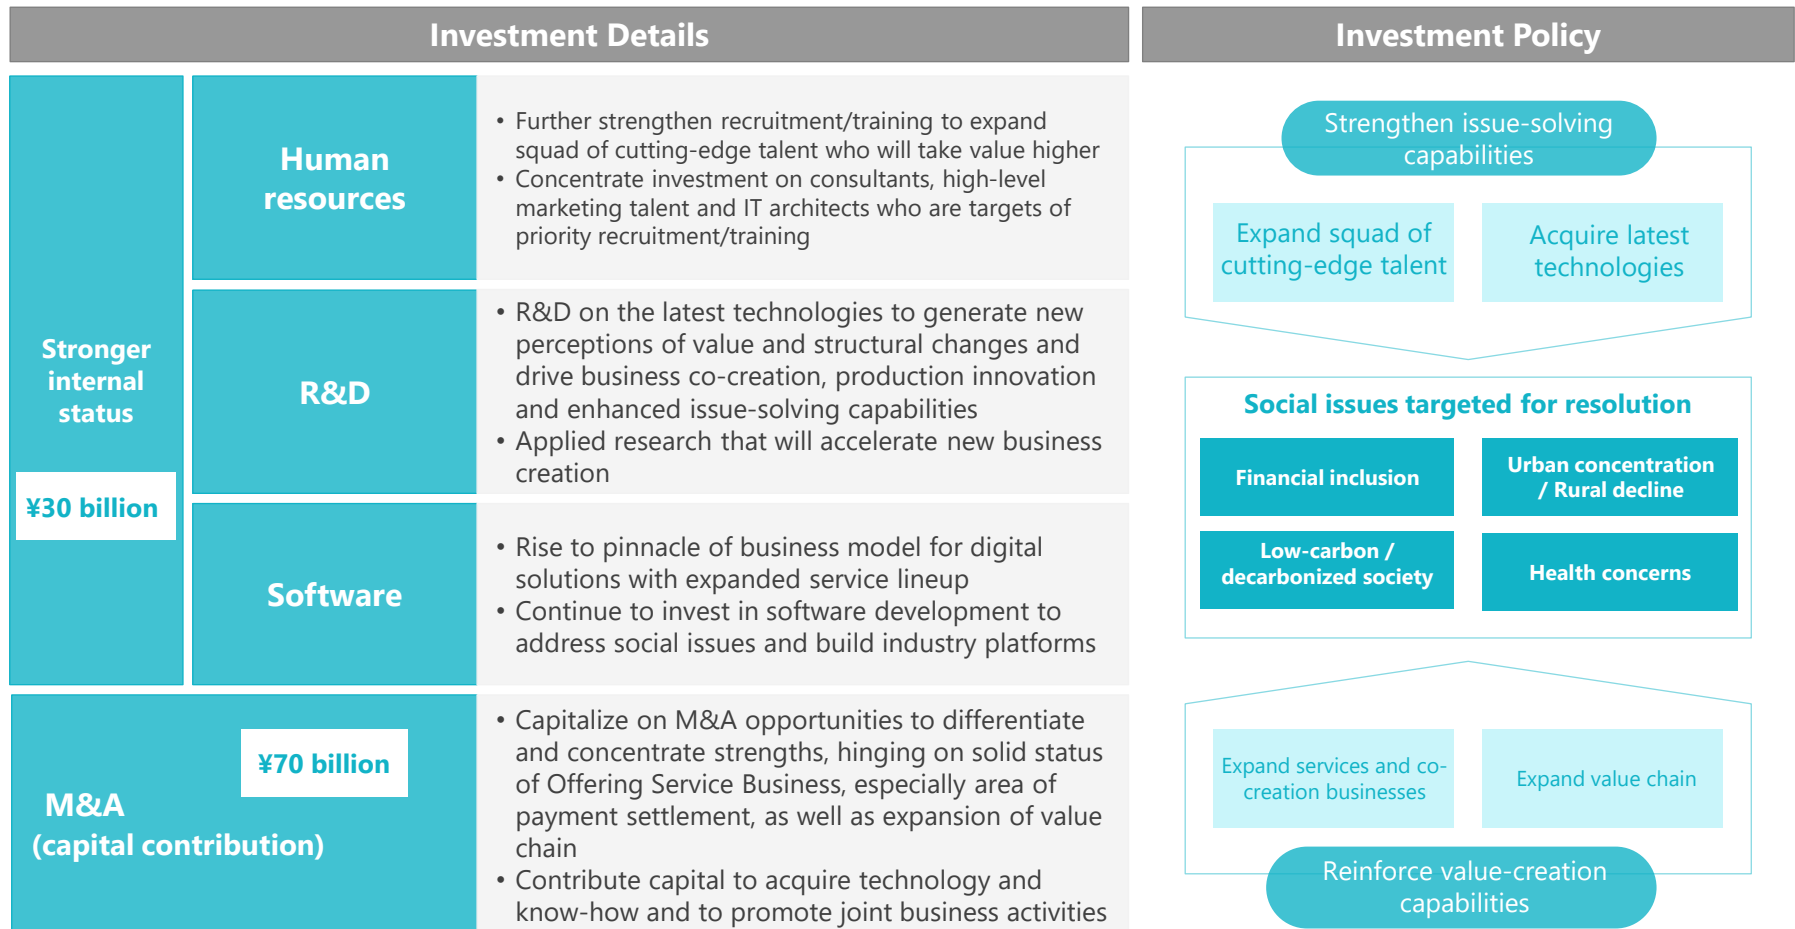 Investment Details
Stronger
internal
status
¥30 billion
Human
resources
• Further strengthen recruitment/training to expand
squad of cutting-edge talent who will take value higher
• Concentrate investment on consultants, high-level
marketing talent and IT architects who are targets of
priority recruitment/training
R&D
• R&D on the latest technologies to generate new
perceptions of value and structural changes and
drive business co-creation, production innovation
and enhanced issue-solving capabilities
• Applied research that will accelerate new business
creation
Software
• Rise to pinnacle of business model for digital
solutions with expanded service lineup
• Continue to invest in software development to
address social issues and build industry platforms
¥70 billion
M&A
(capital contribution)
• Capitalize on M&A opportunities to differentiate
and concentrate strengths, hinging on solid status
of Offering Service Business, especially area of
payment settlement, as well as expansion of value
chain
• Contribute capital to acquire technology and
know-how and to promote joint business activities
Investment Policy
Strengthen issue-solving
capabilities
Expand squad of
cutting-edge talent
Acquire latest
technologies
Social issues targeted for resolution
Financial inclusion
Urban concentration
/ Rural decline
Low-carbon /
decarbonized society
Health concerns
Expand services and co-
creation businesses
Expand value chain
Reinforce value-creation
capabilities